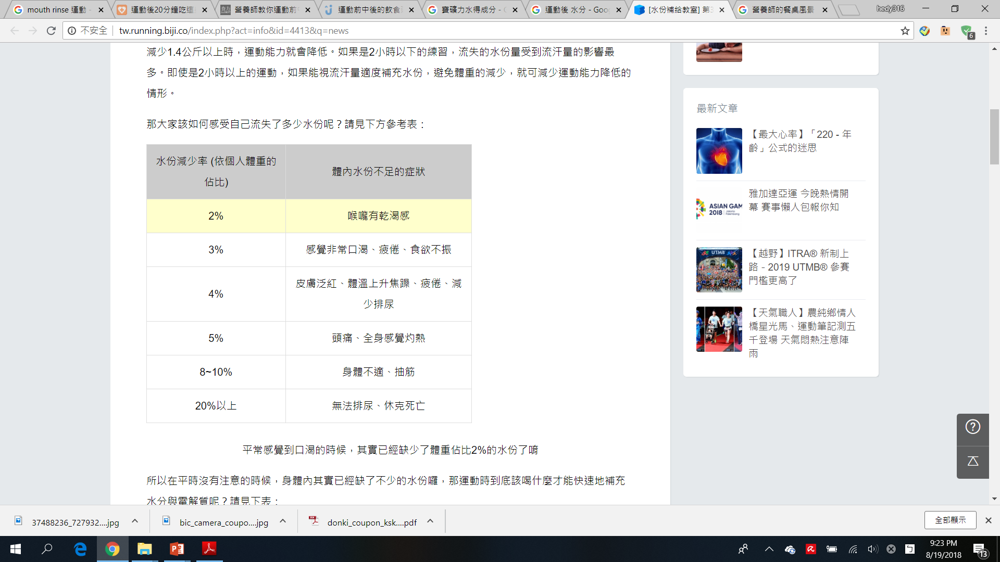 mouth rinse 運動 -
運動後20分鐘吃這
營養師教你運動前
運動前中後的飲食
寶礦力水得成分 - G
運動後 水分 - Goo
[水份補給教室] 第
營養師的餐桌風景
hedy316
不安全
tw.running.biji.co/index.php?act=info&id=4413&q=news
6
減少1.4公斤以上時，運動能力就會降低。如果是2小時以下的練習，流失的水份量受到流汗量的影響最
多。即使是2小時以上的運動，如果能視流汗量適度補充水份，避免體重的減少，就可減少運動能力降低的
情形。
那大家該如何感受自己流失了多少水份呢？請見下方參考表：
水份減少率 (依個人體重的
佔比)
體內水份不足的症狀
2%
喉嚨有乾渴感
3%
感覺非常口渴、疲倦、食欲不振
4%
皮膚泛紅、體溫上升焦躁、疲倦、減
少排尿
5%
頭痛、全身感覺灼熱
8~10%
身體不適、抽筋
20%以上
無法排尿、休克死亡
平常感覺到口渴的時候，其實已經缺少了體重佔比2%的水份了唷
所以在平時沒有注意的時候，身體內其實已經缺了不少的水份囉，那運動時到底該喝什麼才能快速地補充
水分與電解質呢？請見下表：
最新文章
【最大心率】「220 - 年
齡」公式的迷思
ASIAN GAM
2018
雅加達亞運 今晚熱情開
幕 賽事懶人包報你知
UTMB
【越野】ITRA® 新制上
路 - 2019 UTMB® 參賽
門檻更高了
【天氣職人】農純鄉情人
橋星光馬、運動筆記測五
千登場 天氣悶熱注意陣
雨
37488236_727932....jpg
bic_camera_coupo....jpg
donki_coupon_ksk....pdf
全部顯示
9:23 PM
8/19/2018
13